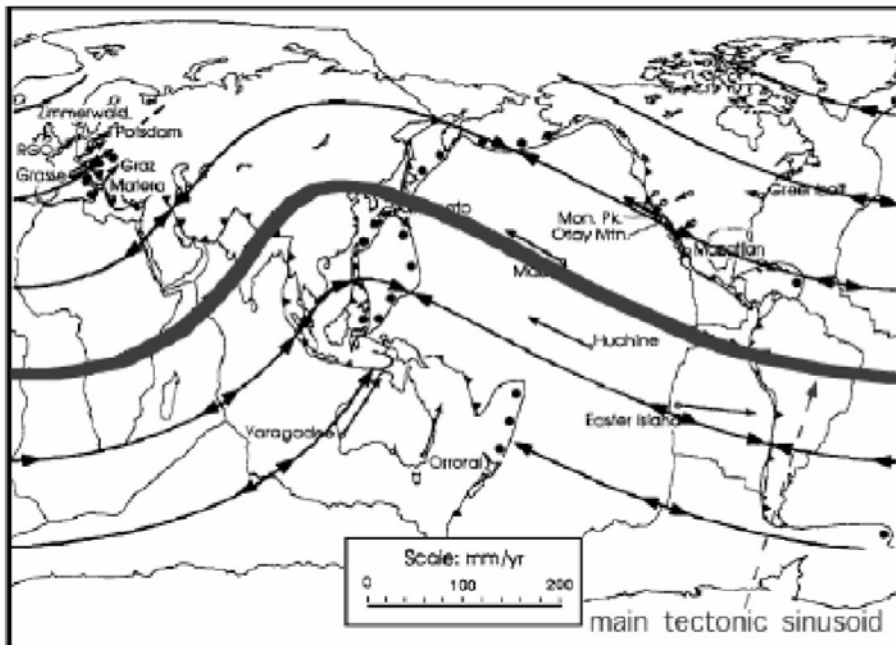 Zimmerwald
Potsdam
RGO
Graz
Grasse
Matera
Greenbelt
Mon. Pk.
Otay Mtn.
Mazatlan
Huahine
Easter Island
Yaragadee
Orroral
Scale: mm/yr
0 100 200
main tectonic sinusoid